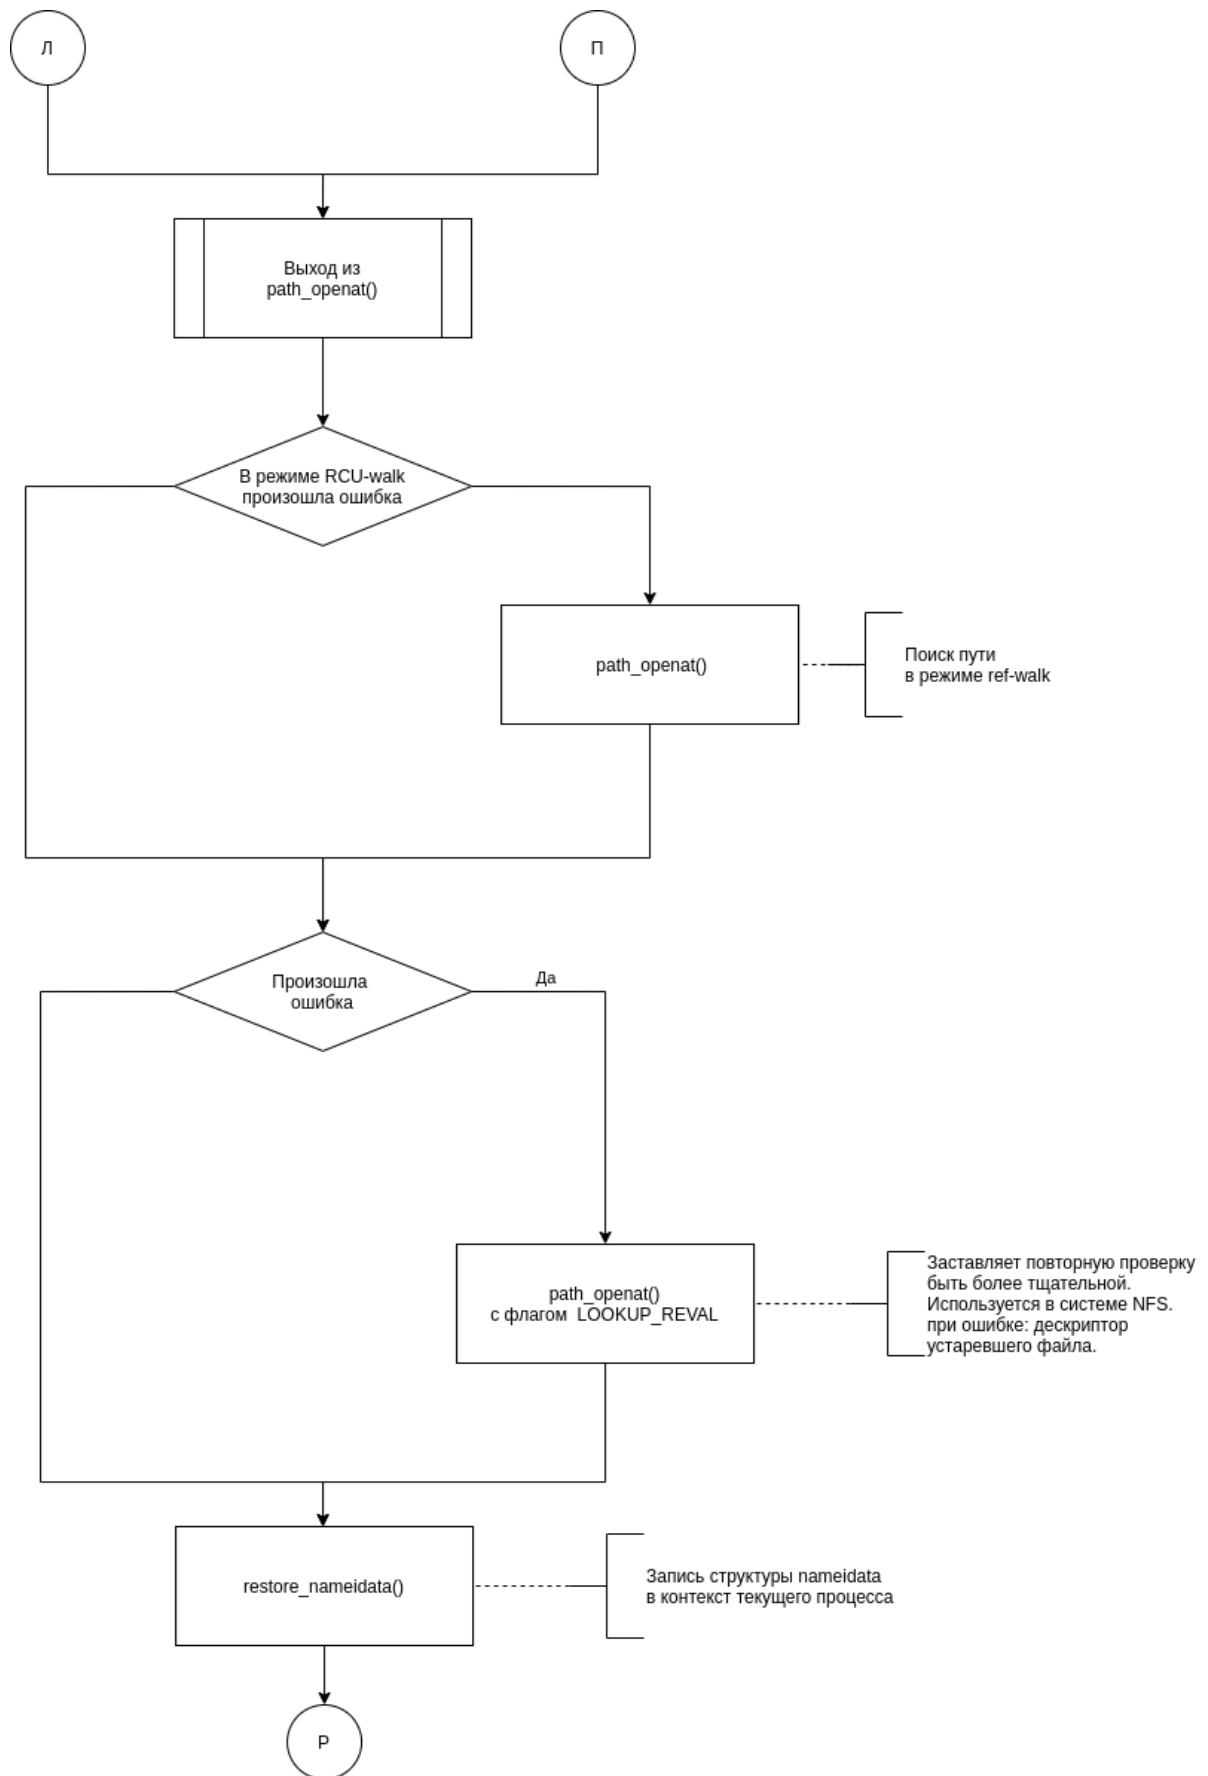 Л
П
Выход из
path_openat()
В режиме RCU-walk
произошла ошибка
path_openat()
Поиск пути
в режиме ref-walk
Произошла
ошибка
Да
path_openat()
с флагом LOOKUP_REVAL
Заставляет повторную проверку
быть более тщательной.
Используется в системе NFS.
при ошибке: дескриптор
устаревшего файла.
restore_nameidata()
Запись структуры nameidata
в контекст текущего процесса
Р